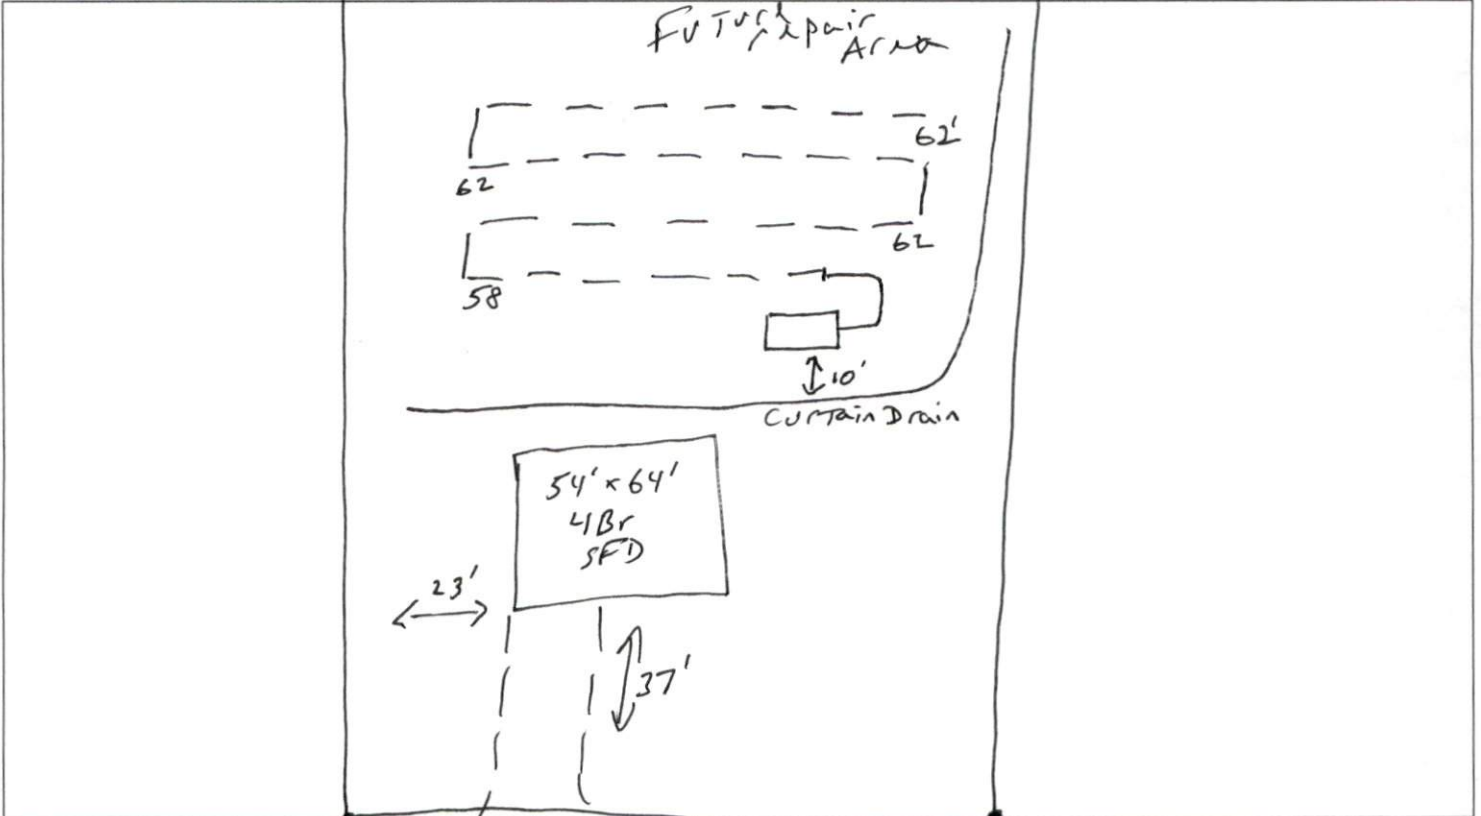 Future
repair
Area
62'
62
62
58
10'
Curtain Drain
54' x 64'
4Br
SFD
23'
37'